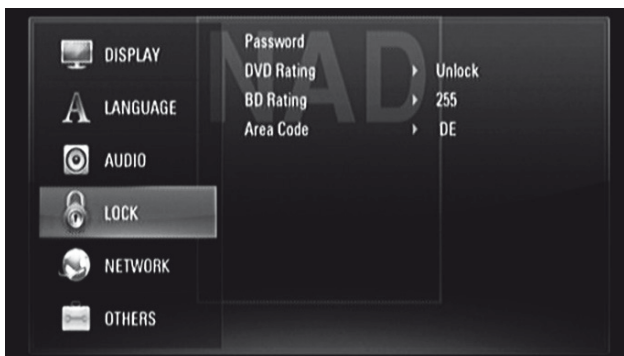 NAD
DISPLAY
LANGUAGE
AUDIO
LOCK
NETWORK
OTHERS
Password
DVD Rating Unlock
BD Rating 255
Area Code DE